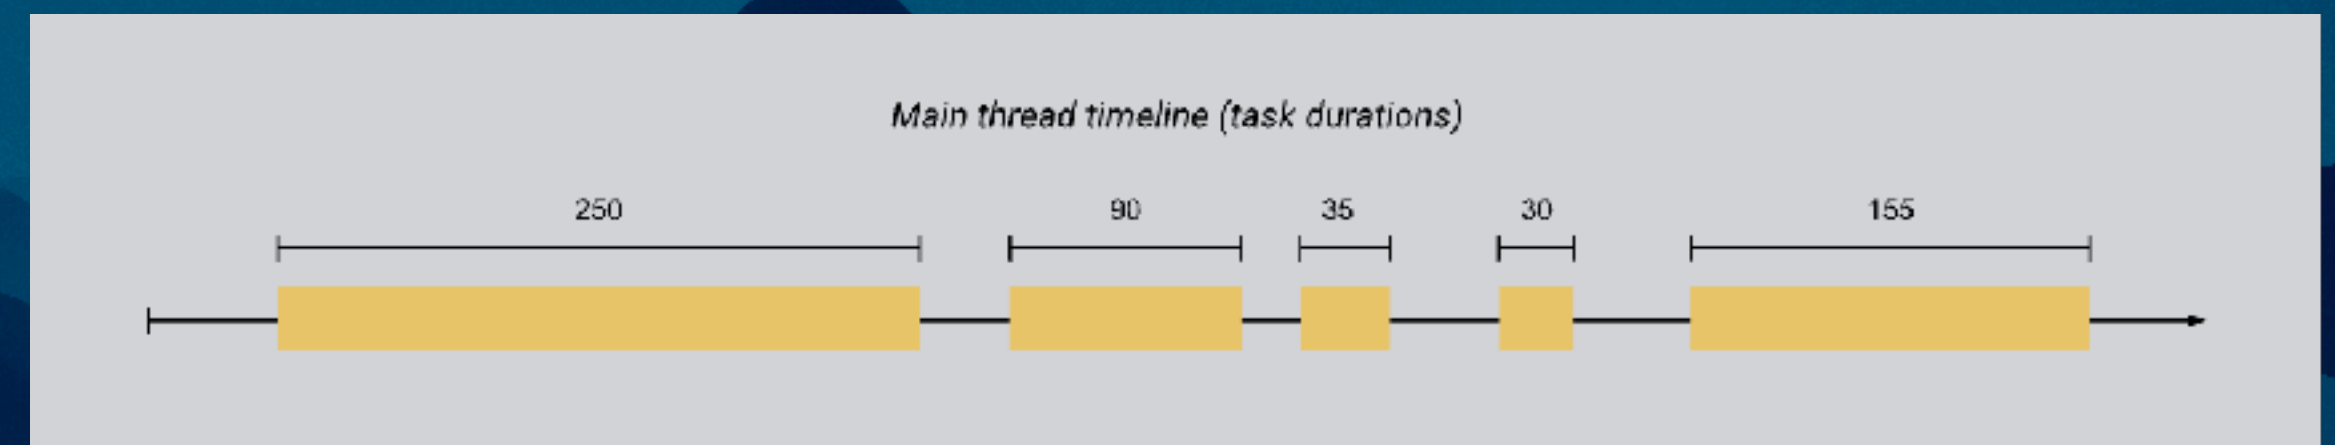 Main thread timeline (task durations)
250 90 35 30 155